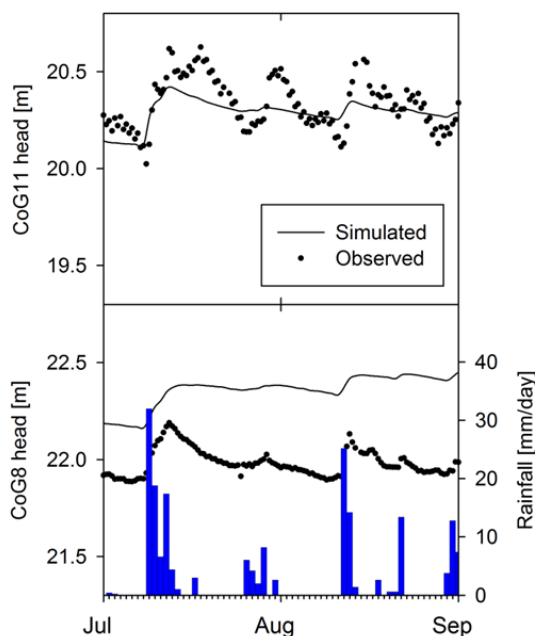 CoG11 head [m]
20.5
20.0
19.5
Simulated
Observed
CoG8 head [m]
22.5
22.0
21.5
40
30
20
10
0
Rainfall [mm/day]
Jul
Aug
Sep